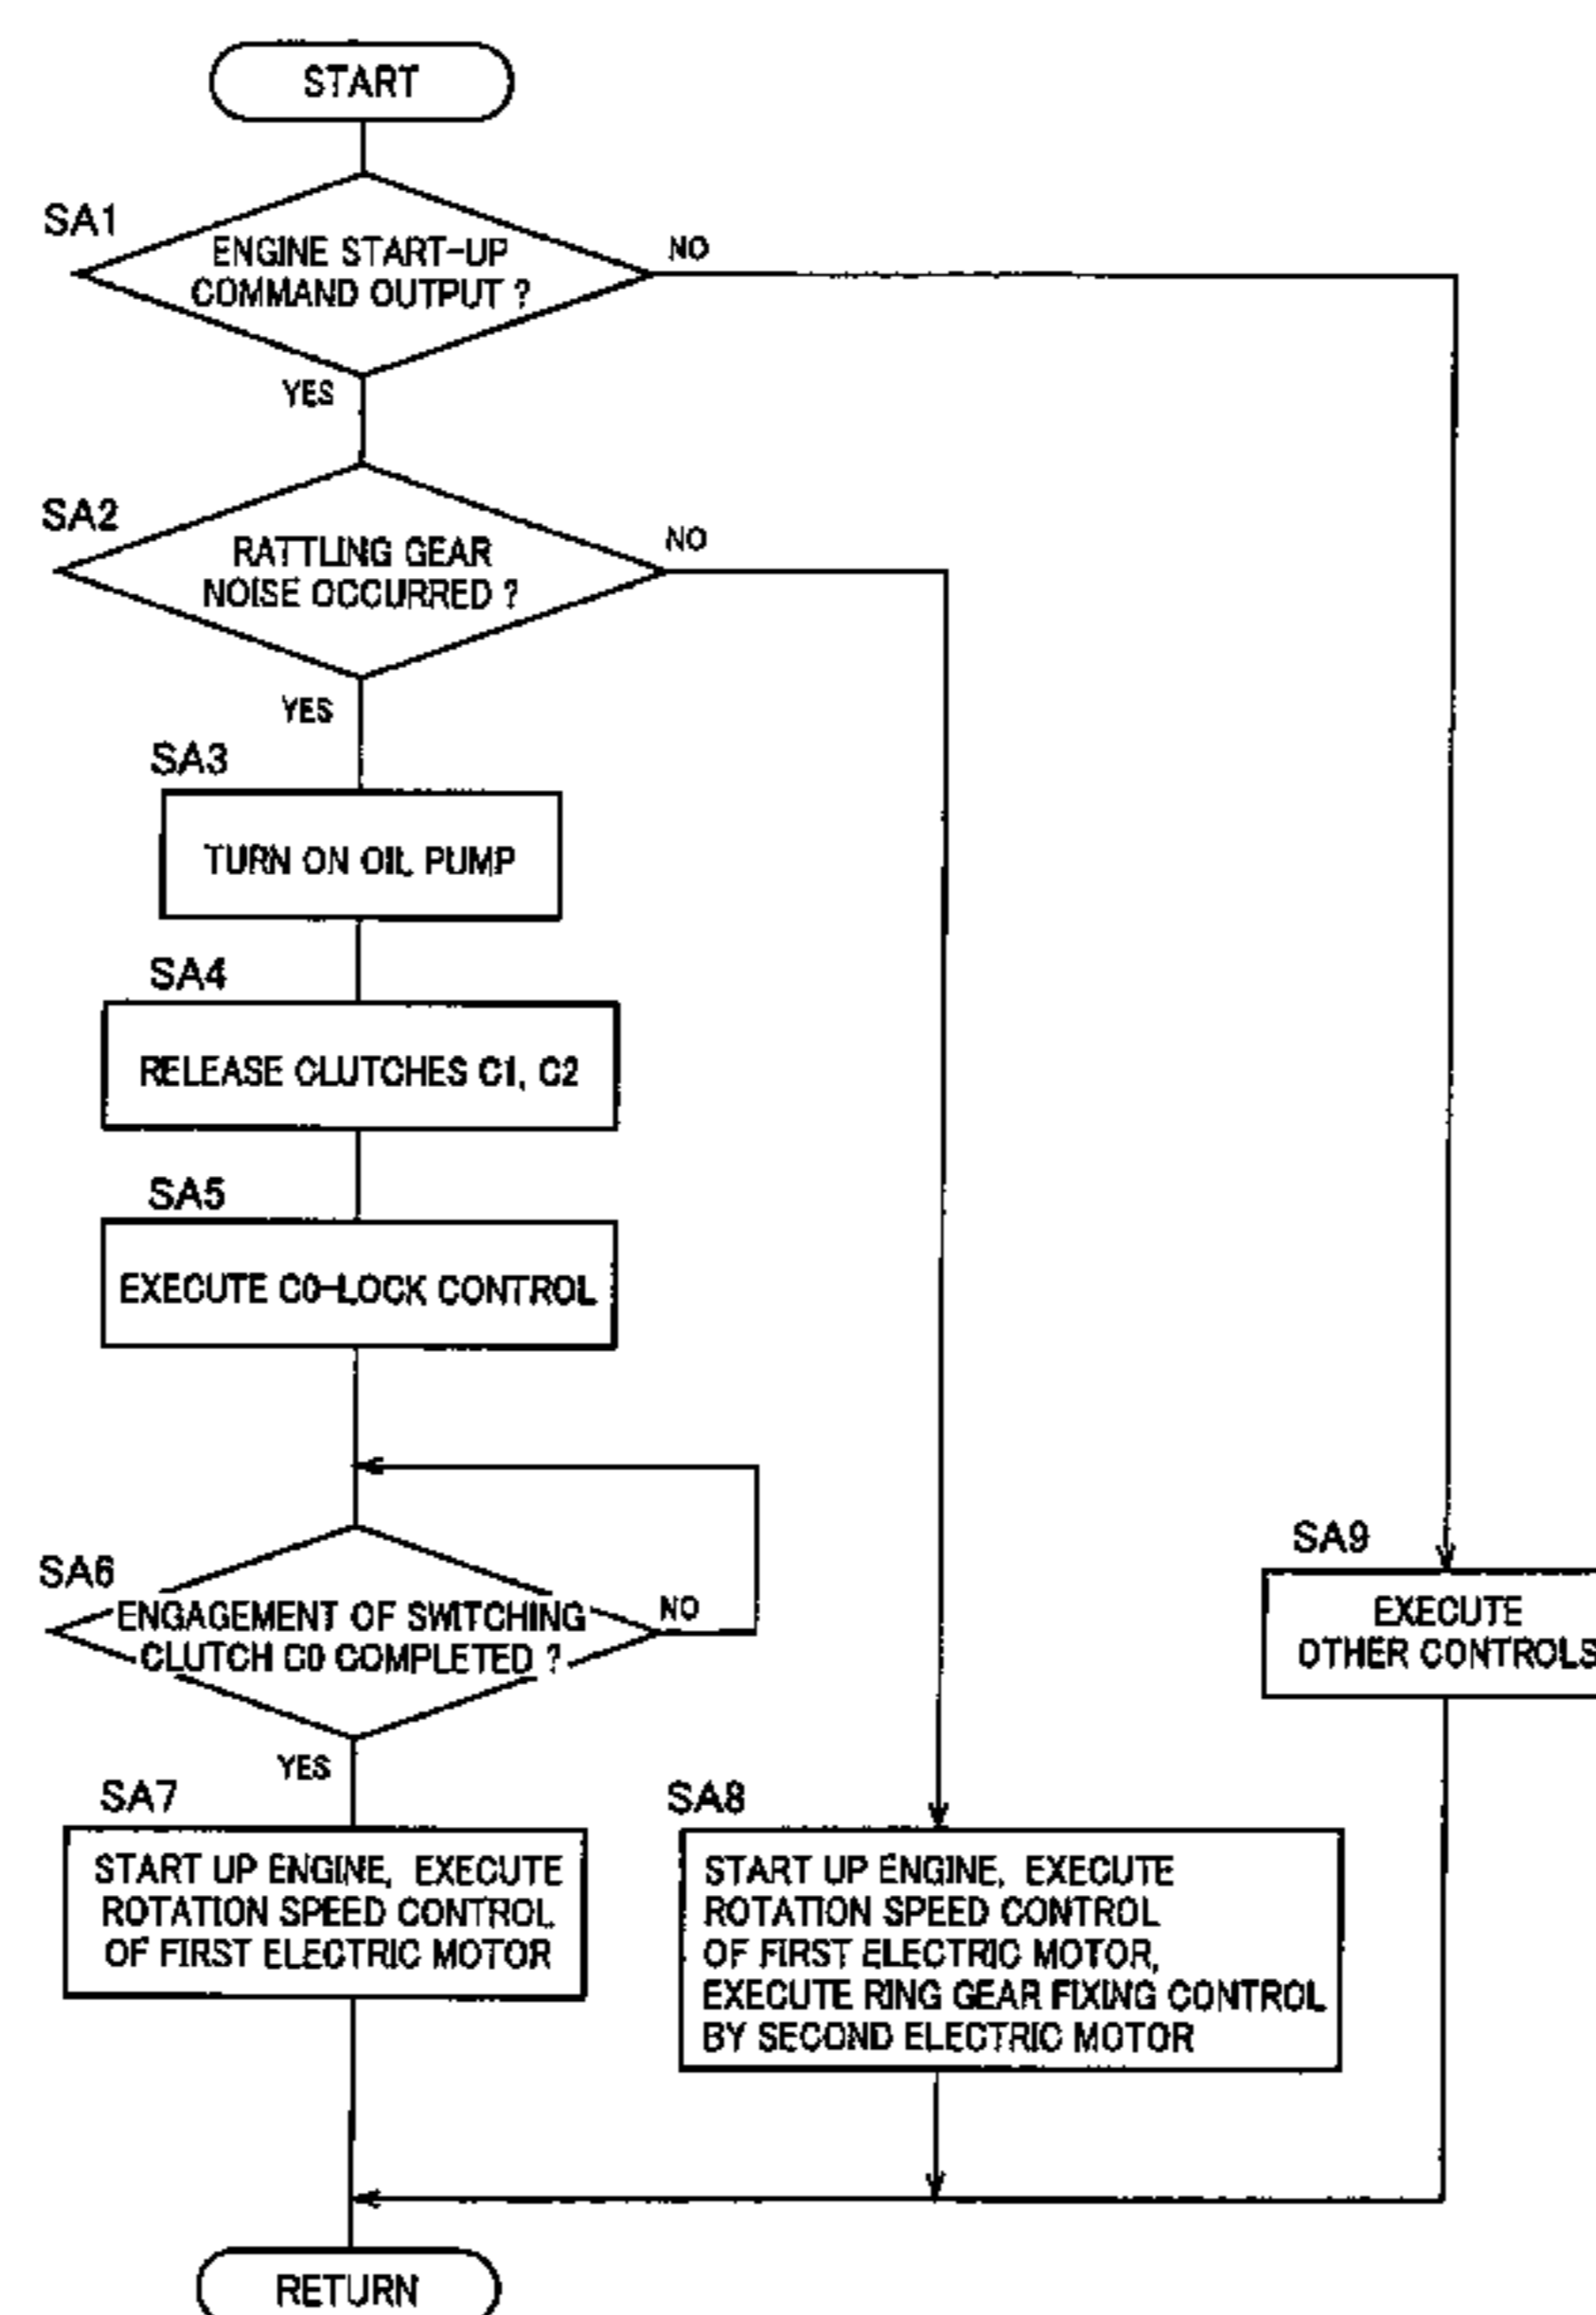 START
SA1
ENGINE START-UP
COMMAND OUTPUT ?
NO
YES
SA2
RATTLING GEAR
NOISE OCCURRED ?
NO
YES
SA3
TURN ON OIL PUMP
SA4
RELEASE CLUTCHES C1, C2
SA5
EXECUTE C0-LOCK CONTROL
SA6
ENGAGEMENT OF SWITCHING
CLUTCH C0 COMPLETED ?
NO
YES
SA7
START UP ENGINE, EXECUTE
ROTATION SPEED CONTROL
OF FIRST ELECTRIC MOTOR
SA8
START UP ENGINE, EXECUTE
ROTATION SPEED CONTROL
OF FIRST ELECTRIC MOTOR,
EXECUTE RING GEAR FIXING CONTROL
BY SECOND ELECTRIC MOTOR
SA9
EXECUTE
OTHER CONTROLS
RETURN